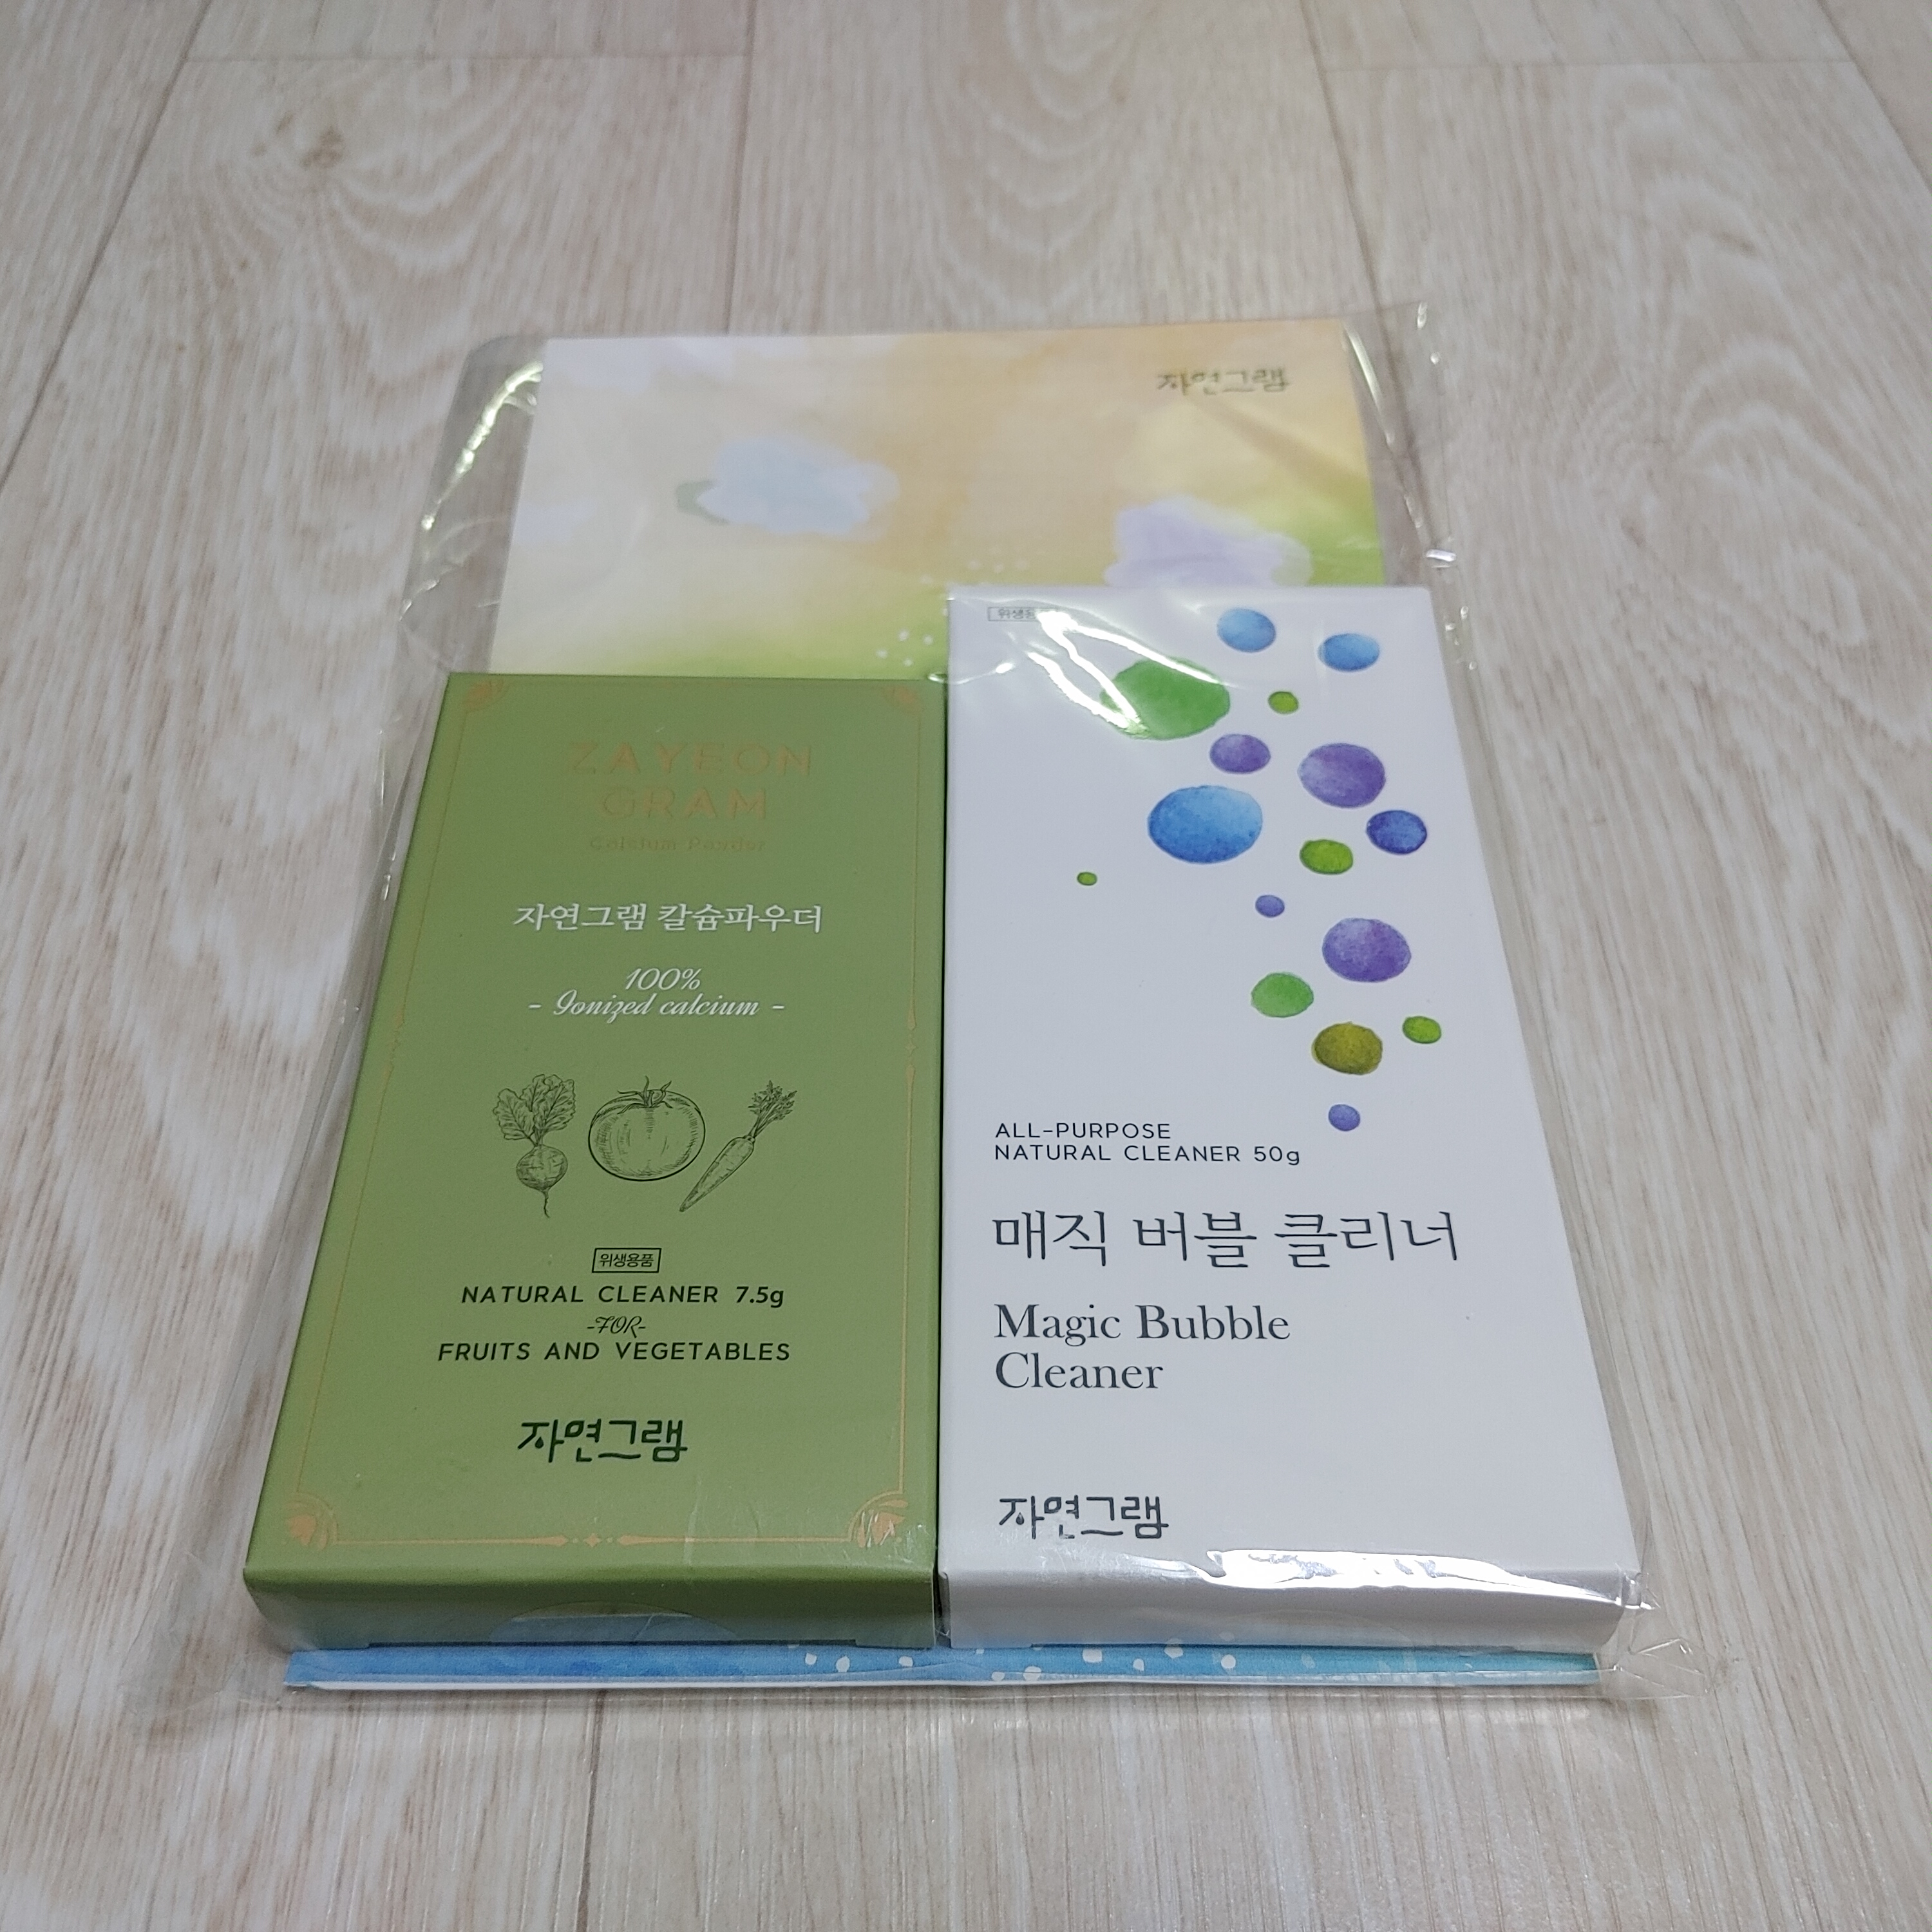 자연그램
ZAYEON
GRAM
Calcium Powder
자연그램 칼슘파우더
100%
- Ionized calcium -
위생용품
NATURAL CLEANER 7.5g
-FOR-
FRUITS AND VEGETABLES
자연그램
ALL-PURPOSE
NATURAL CLEANER 50g
매직 버블 클리너
Magic Bubble
Cleaner
자연그램